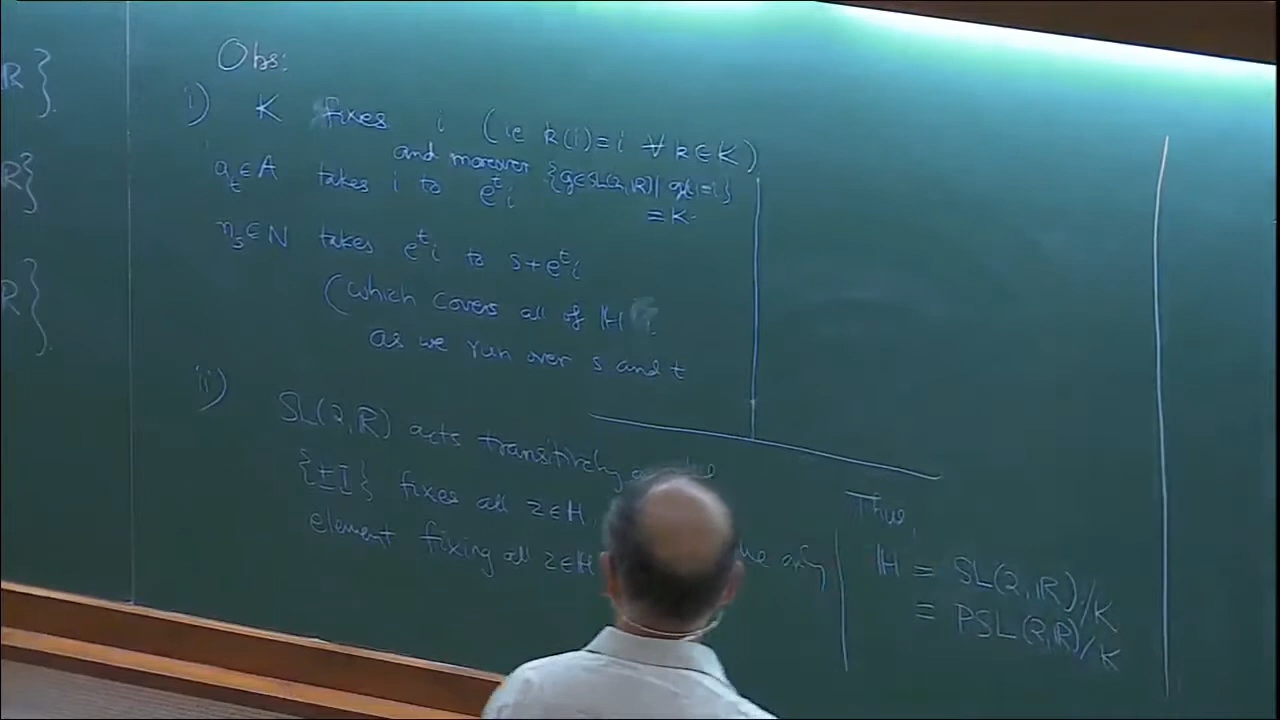 R}.
R}
R}
Obs:
i) K fixes i (ie k(i)=i ∀ k∈K)
and moreover {g∈SL(2,R)| g(i)=i}
=K.
a_t∈A takes i to e^t i
n_s∈N takes e^t i to s+e^t i
(which covers all of ℍ
as we run over s and t
ii) SL(2,R) acts transitively
{±I} fixes all z∈ℍ
element fixing all z∈ℍ
only
Thus,
ℍ = SL(2,R)/K
= PSL(2,R)/K